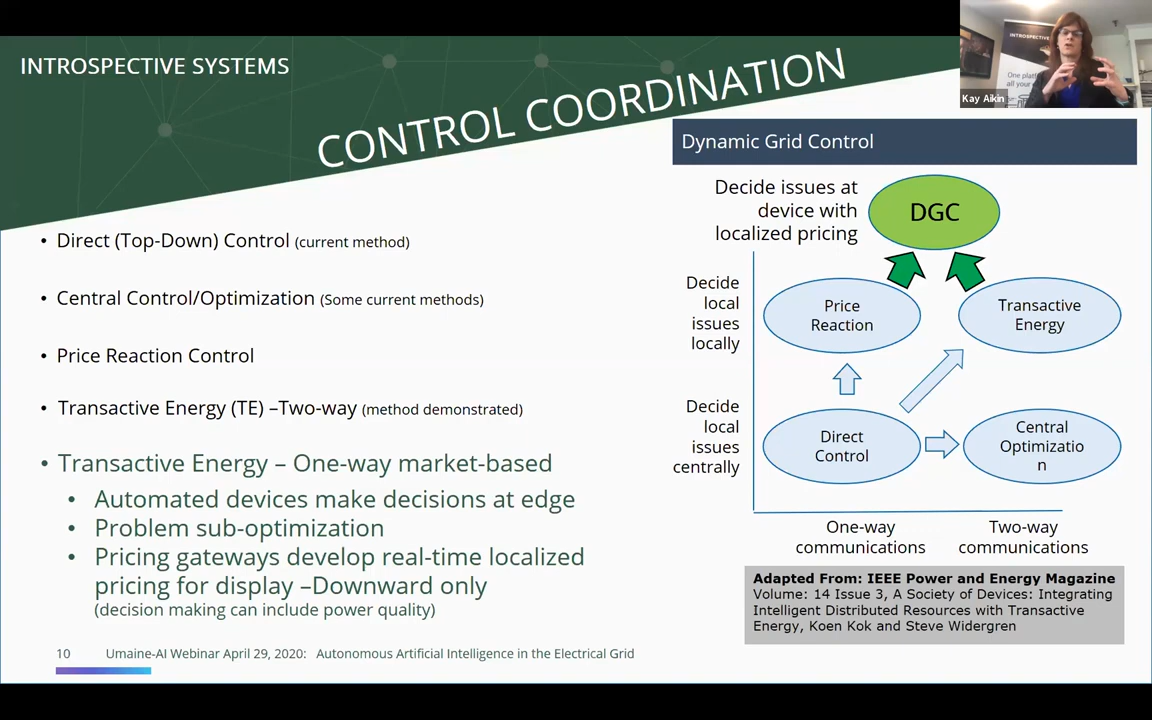 INTROSPECTIVE SYSTEMS
CONTROL COORDINATION
INTROSPECTIVE
One
all your
Kay Aikin
• Direct (Top-Down) Control (current method)
• Central Control/Optimization (Some current methods)
• Price Reaction Control
• Transactive Energy (TE) –Two-way (method demonstrated)
• Transactive Energy – One-way market-based
• Automated devices make decisions at edge
• Problem sub-optimization
• Pricing gateways develop real-time localized
pricing for display –Downward only
(decision making can include power quality)
Dynamic Grid Control
Decide issues at
device with
localized pricing
DGC
Decide
local
issues
locally
Price
Reaction
Transactive
Energy
Decide
local
issues
centrally
Direct
Control
Central
Optimizatio
n
One-way
communications
Two-way
communications
Adapted From: IEEE Power and Energy Magazine
Volume: 14 Issue 3, A Society of Devices: Integrating
Intelligent Distributed Resources with Transactive
Energy, Koen Kok and Steve Widergren
10 Umaine-AI Webinar April 29, 2020: Autonomous Artificial Intelligence in the Electrical Grid